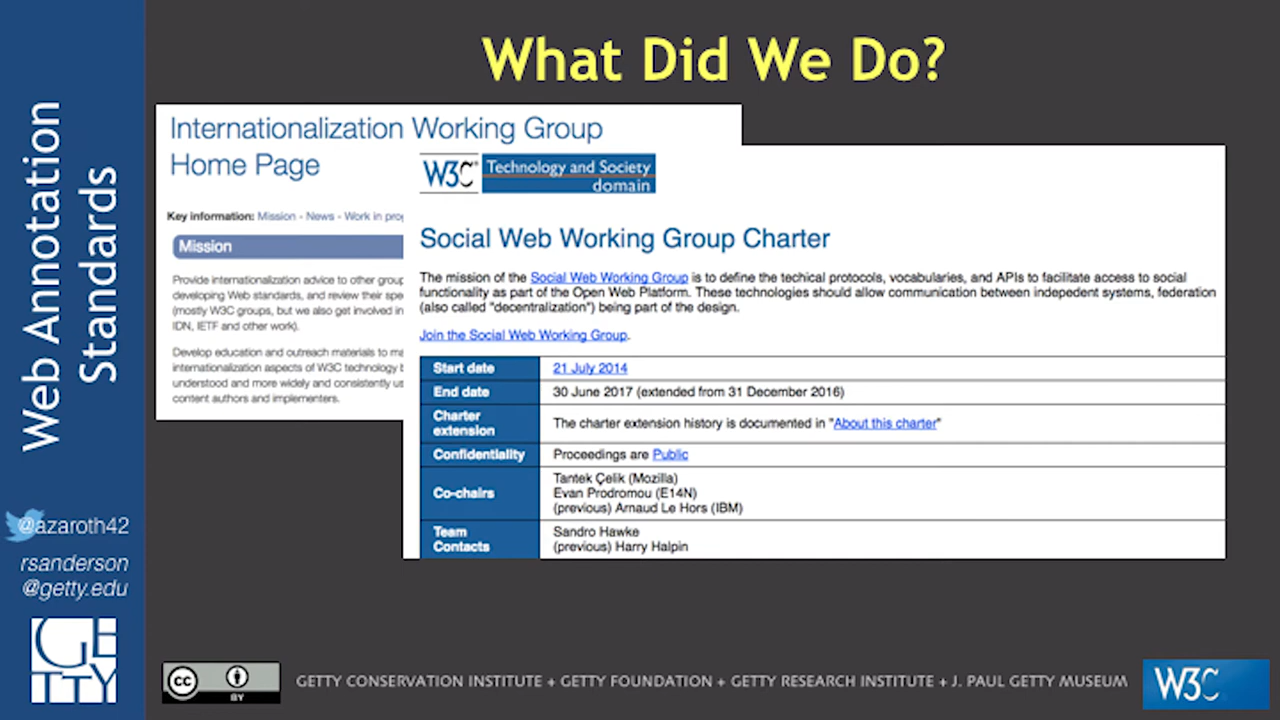 What Did We Do?
Web Annotation
Standards
@azaroth42
rsanderson
@getty.edu
GETTY
Internationalization Working Group
Home Page
Key information: Mission - News - Work in
Mission
Provide internationalization advice to other
developing Web standards, and review their
(mostly W3C groups, but we also get involved in
IDN, IETF and other work).
Develop education and outreach materials to
internationalization aspects of W3C technology
understood and more widely and consistently
content authors and implementers.
W3C® Technology and Society
domain
Social Web Working Group Charter
The mission of the Social Web Working Group is to define the techical protocols, vocabularies, and APIs to facilitate access to social
functionality as part of the Open Web Platform. These technologies should allow communication between indepedent systems, federation
(also called "decentralization") being part of the design.
Join the Social Web Working Group.
Start date 21 July 2014
End date 30 June 2017 (extended from 31 December 2016)
Charter
extension
The charter extension history is documented in "About this charter"
Confidentiality Proceedings are Public
Co-chairs
Tantek Çelik (Mozilla)
Evan Prodromou (E14N)
(previous) Arnaud Le Hors (IBM)
Team
Contacts
Sandro Hawke
(previous) Harry Halpin
cc BY
GETTY CONSERVATION INSTITUTE + GETTY FOUNDATION + GETTY RESEARCH INSTITUTE + J. PAUL GETTY MUSEUM
W3C